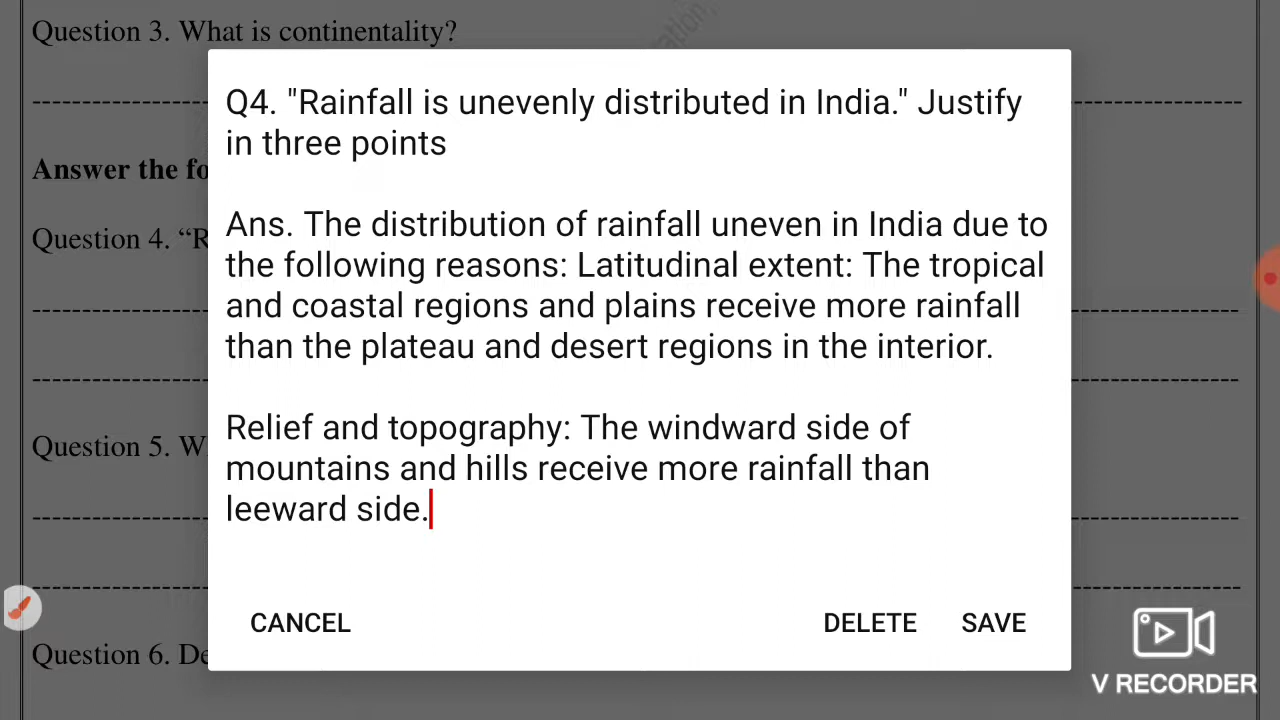 Question 3. What is continentality?
Q4. "Rainfall is unevenly distributed in India." Justify
in three points
Answer the fo
Ans. The distribution of rainfall uneven in India due to
Question 4. “R
the following reasons: Latitudinal extent: The tropical
and coastal regions and plains receive more rainfall
than the plateau and desert regions in the interior.
Relief and topography: The windward side of
Question 5. W
mountains and hills receive more rainfall than
leeward side.
CANCEL DELETE SAVE
Question 6. De
V RECORDER